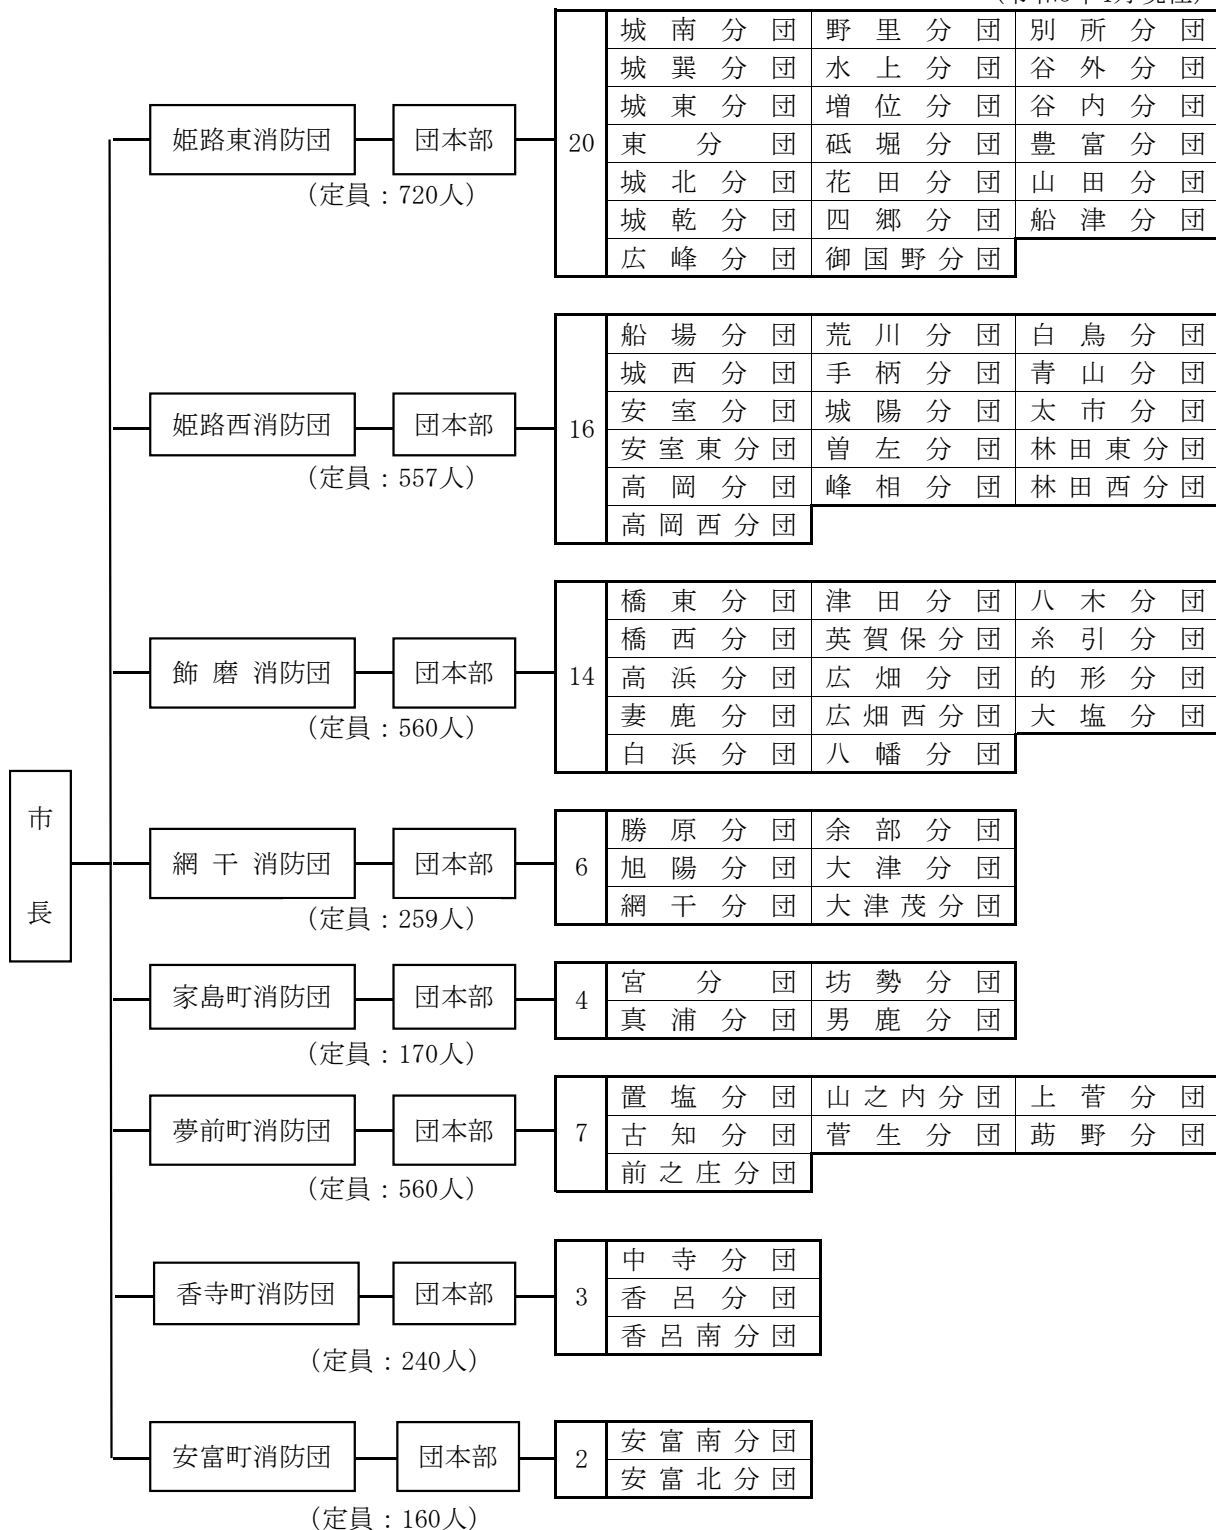 城南分団 野里分団 別所分団
城巽分団 水上分団 谷外分団
城東分団 増位分団 谷内分団
姫路東消防団 団本部 20 東分団 砥堀分団 豊富分団
(定員：720人) 城北分団 花田分団 山田分団
城乾分団 四郷分団 船津分団
広峰分団 御国野分団
船場分団 荒川分団 白鳥分団
城西分団 手柄分団 青山分団
姫路西消防団 団本部 16 安室分団 城陽分団 太市分団
安室東分団 曽左分団 林田東分団
(定員：557人) 高岡分団 峰相分団 林田西分団
高岡西分団
橋東分団 津田分団 八木分団
橋西分団 英賀保分団 糸引分団
飾磨消防団 団本部 14 高浜分団 広畑分団 的形分団
(定員：560人) 妻鹿分団 広畑西分団 大塩分団
白浜分団 八幡分団
市長
勝原分団 余部分団
網干消防団 団本部 6 旭陽分団 大津分団
(定員：259人) 網干分団 大津茂分団
家島町消防団 団本部 4 宮分団 坊勢分団
真浦分団 男鹿分団
(定員：170人)
置塩分団 山之内分団 上菅分団
夢前町消防団 団本部 7 古知分団 菅生分団 莇野分団
(定員：560人) 前之庄分団
中寺分団
香寺町消防団 団本部 3 香呂分団
香呂南分団
(定員：240人)
安富町消防団 団本部 2 安富南分団
安富北分団
(定員：160人)